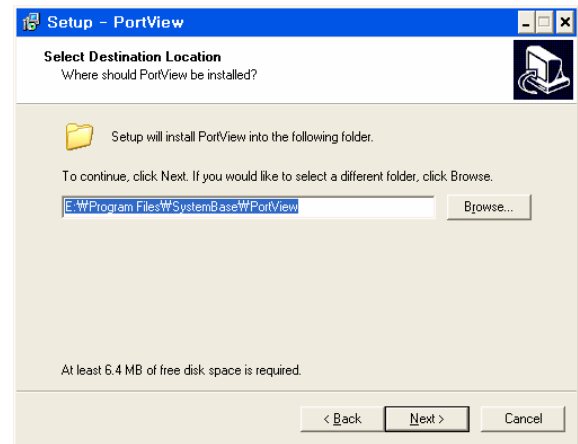 Setup - PortView
Select Destination Location
Where should PortView be installed?
Setup will install PortView into the following folder.
To continue, click Next. If you would like to select a different folder, click Browse.
E:₩Program Files₩SystemBase₩PortView
Browse...
At least 6.4 MB of free disk space is required.
< Back
Next >
Cancel